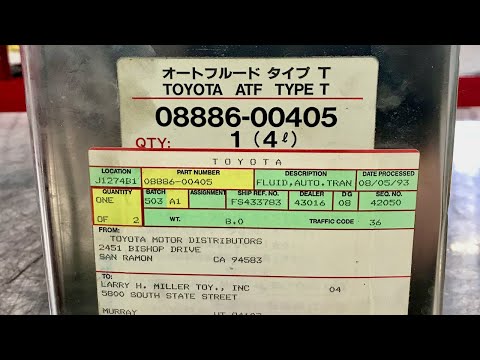 オートフルード タイプ T
TOYOTA ATF TYPE T
08886-00405
QTY: 1 (4ℓ)
TOYOTA
LOCATION PART NUMBER DESCRIPTION DATE PROCESSED
J1274B1 08886-00405 FLUID,AUTO.TRAN 08/05/93
QUANTITY BATCH ASSIGNMENT SHIP REF. NO. DEALER DG SEQ. NO.
ONE 503 A1 FS433783 43016 08 42050
OF 2 WT. 8.0 TRAFFIC CODE 36
FROM:
TOYOTA MOTOR DISTRIBUTORS
2451 BISHOP DRIVE
SAN RAMON CA 94583
TO:
LARRY H. MILLER TOY., INC 04
5800 SOUTH STATE STREET
MURRAY UT